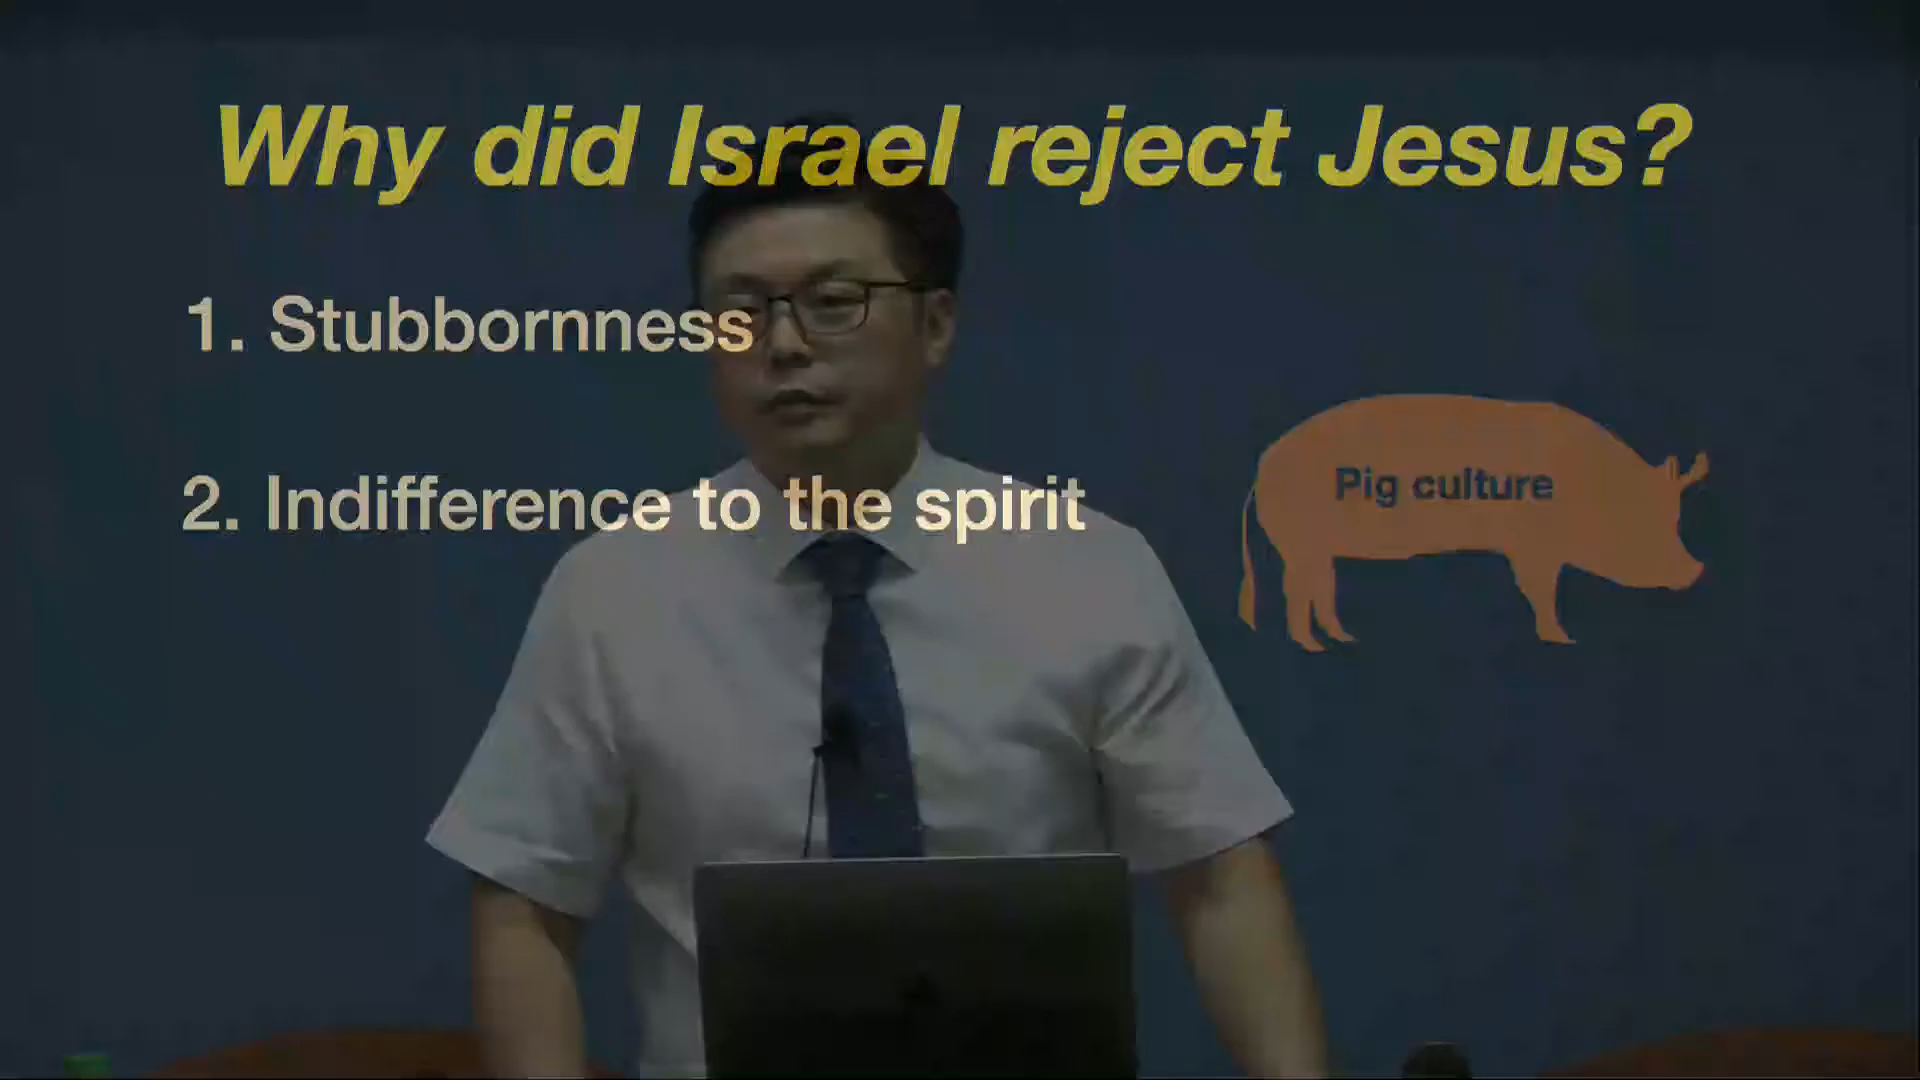 Why did Israel reject Jesus?
1. Stubbornness
2. Indifference to the spirit
Pig culture